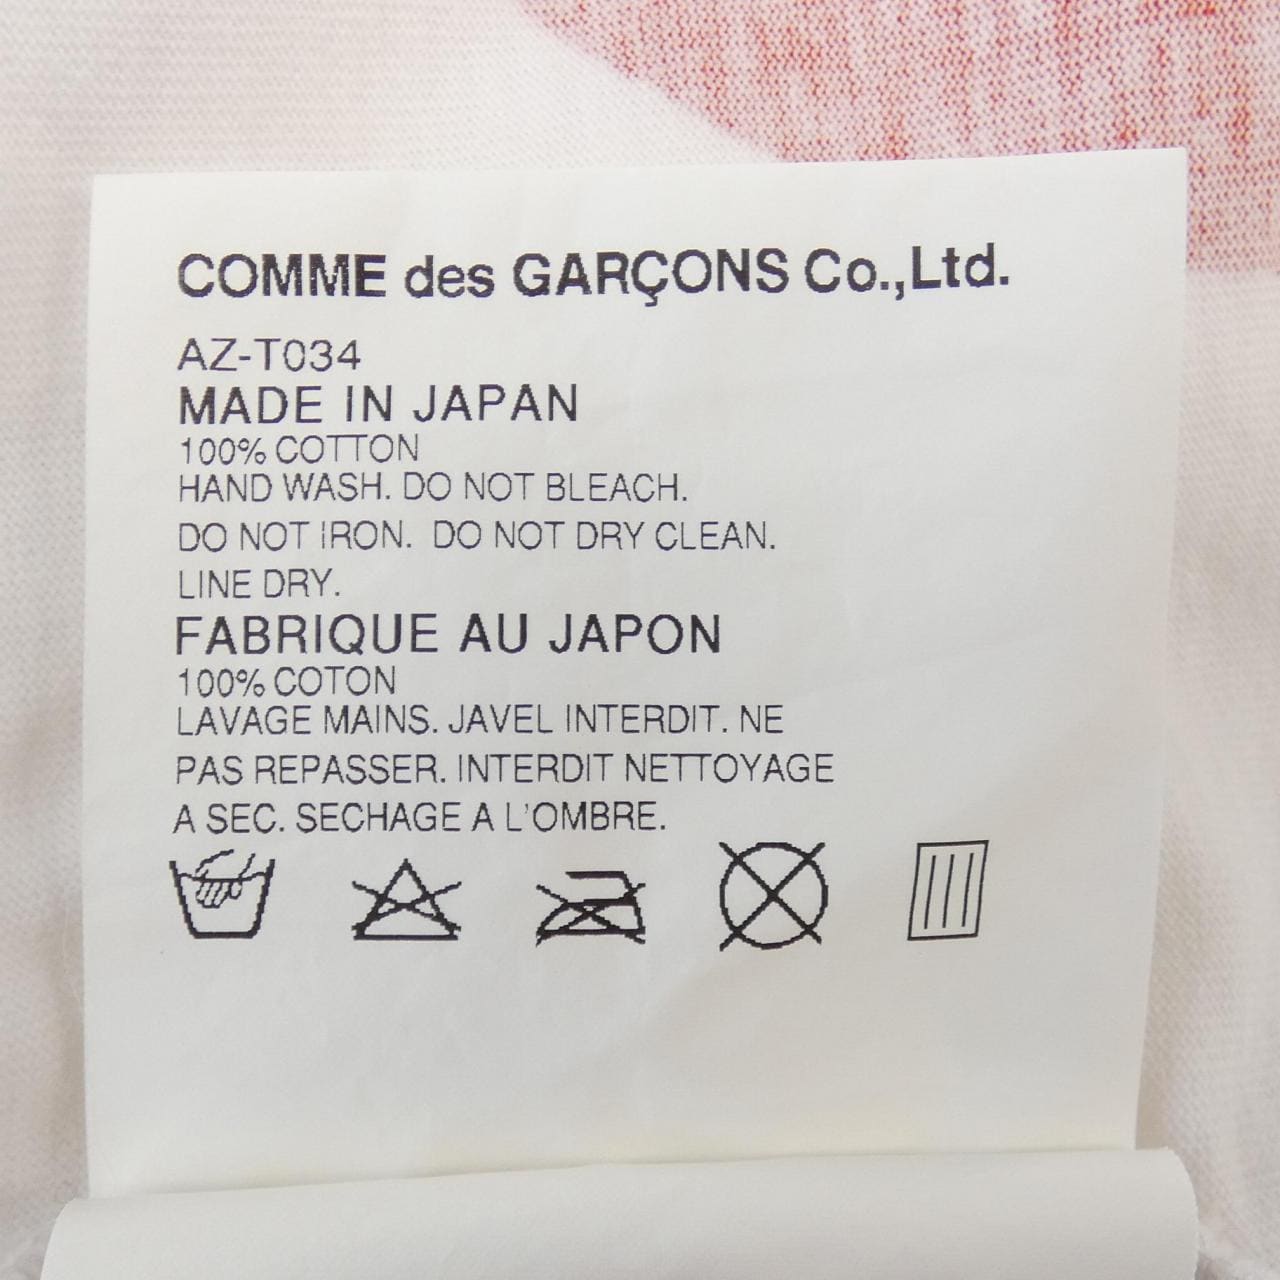 COMME des GARÇONS Co.,Ltd.
AZ-T034
MADE IN JAPAN
100% COTTON
HAND WASH. DO NOT BLEACH.
DO NOT IRON. DO NOT DRY CLEAN.
LINE DRY.
FABRIQUE AU JAPON
100% COTON
LAVAGE MAINS. JAVEL INTERDIT. NE
PAS REPASSER. INTERDIT NETTOYAGE
A SEC. SECHAGE A L'OMBRE.